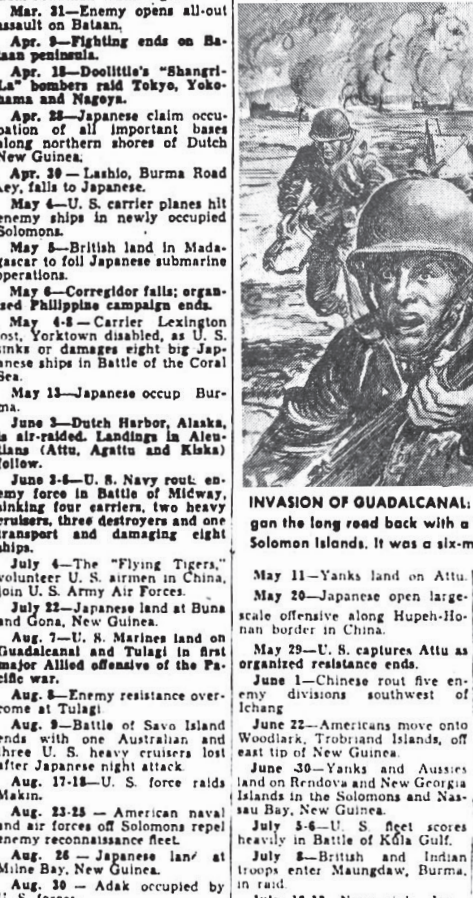 Mar. 31—Enemy opens all-out
assault on Bataan.
Apr. 9—Fighting ends on Ba-
taan peninsula.
Apr. 18—Doolittle's "Shangri-
La" bombers raid Tokyo, Yoko-
hama and Nagoya.
Apr. 28—Japanese claim occu-
pation of all important bases
along northern shores of Dutch
New Guinea.
Apr. 30—Lashio, Burma Road
key, falls to Japanese.
May 4—U. S. carrier planes hit
enemy ships in newly occupied
Solomons.
May 5—British land in Mada-
gascar to foil Japanese submarine
operations.
May 6—Corregidor falls; organ-
ized Philippine campaign ends.
May 4-8—Carrier Lexington
lost, Yorktown disabled, as U. S.
sinks or damages eight big Jap-
anese ships in Battle of the Coral
Sea.
May 13—Japanese occup Bur-
ma.
June 3—Dutch Harbor, Alaska,
is air-raided. Landings in Aleu-
tians (Attu, Agattu and Kiska)
follow.
June 3-6—U. S. Navy rout en-
emy force in Battle of Midway,
sinking four carriers, two heavy
cruisers, three destroyers and one
transport and damaging eight
ships.
July 4—The "Flying Tigers,"
volunteer U. S. airmen in China,
join U. S. Army Air Forces.
July 22—Japanese land at Buna
and Gona, New Guinea.
Aug. 7—U. S. Marines land on
Guadalcanal and Tulagi in first
major Allied offensive of the Pa-
cific war.
Aug. 8—Enemy resistance over-
come at Tulagi.
Aug. 9—Battle of Savo Island
ends with one Australian and
three U. S. heavy cruisers lost
after Japanese night attack.
Aug. 17-18—U. S. force raids
Makin.
Aug. 23-25—American naval
and air forces off Solomons repel
enemy reconnaissance fleet.
Aug. 26—Japanese land at
Milne Bay, New Guinea.
Aug. 30—Adak occupied by
U. S. forces.
INVASION OF GUADALCANAL:
gan the long road back with a
Solomon Islands. It was a six-m
May 11—Yanks land on Attu.
May 20—Japanese open large-
scale offensive along Hupeh-Ho-
nan border in China.
May 29—U. S. captures Attu as
organized resistance ends.
June 1—Chinese rout five en-
emy divisions southwest of
Ichang
June 22—Americans move onto
Woodlark, Trobriand Islands, off
east tip of New Guinea.
June 30—Yanks and Aussies
land on Rendova and New Georgia
Islands in the Solomons and Nas-
sau Bay, New Guinea.
July 5-6—U. S. fleet scores
heavily in Battle of Kula Gulf.
July 8—British and Indian
troops enter Maungdaw, Burma,
in raid.